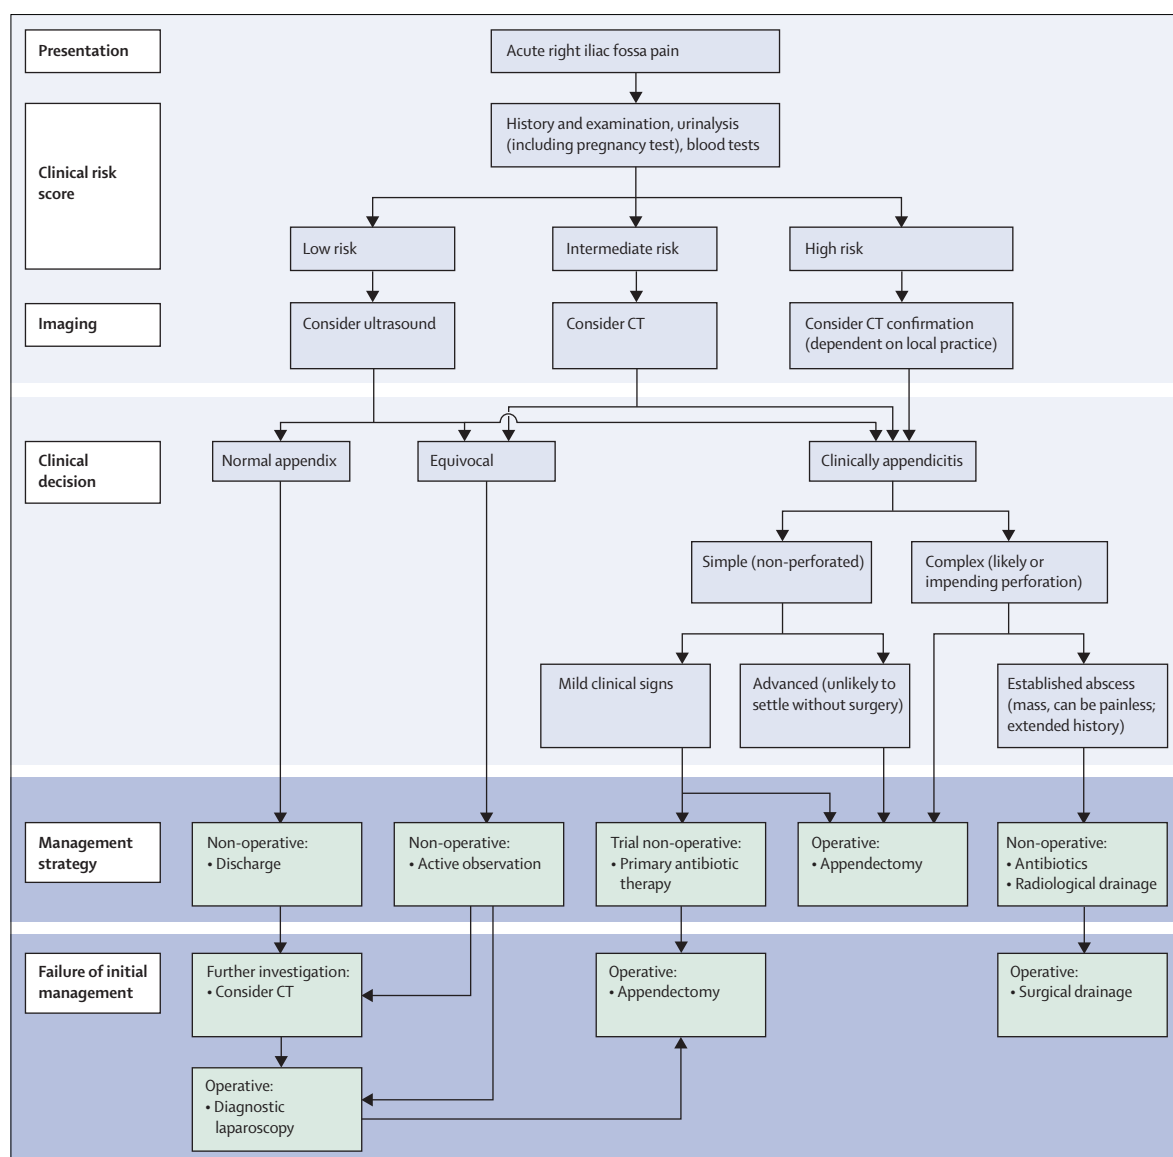 Presentation
Acute right iliac fossa pain
Clinical risk
score
History and examination, urinalysis
(including pregnancy test), blood tests
Low risk
Intermediate risk
High risk
Imaging
Consider ultrasound
Consider CT
Consider CT confirmation
(dependent on local practice)
Clinical
decision
Normal appendix
Equivocal
Clinically appendicitis
Simple (non-perforated)
Complex (likely or
impending perforation)
Mild clinical signs
Advanced (unlikely to
settle without surgery)
Established abscess
(mass, can be painless;
extended history)
Management
strategy
Non-operative:
• Discharge
Non-operative:
• Active observation
Trial non-operative:
• Primary antibiotic
therapy
Operative:
• Appendectomy
Non-operative:
• Antibiotics
• Radiological drainage
Failure of initial
management
Further investigation:
• Consider CT
Operative:
• Appendectomy
Operative:
• Surgical drainage
Operative:
• Diagnostic
laparoscopy